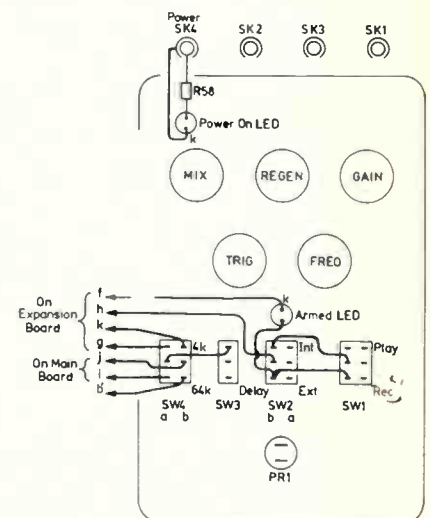 Power
SK4 SK2 SK3 SK1
R58
Power On LED
k
MIX REGEN GAIN
TRIG FREQ
k
Armed LED
On
Expansion
Board
f
h
k
g
On Main
Board
j
i
4k Int Play
64k Delay Ext Rec
SW4 SW3 SW2 SW1
a b b a
PR1